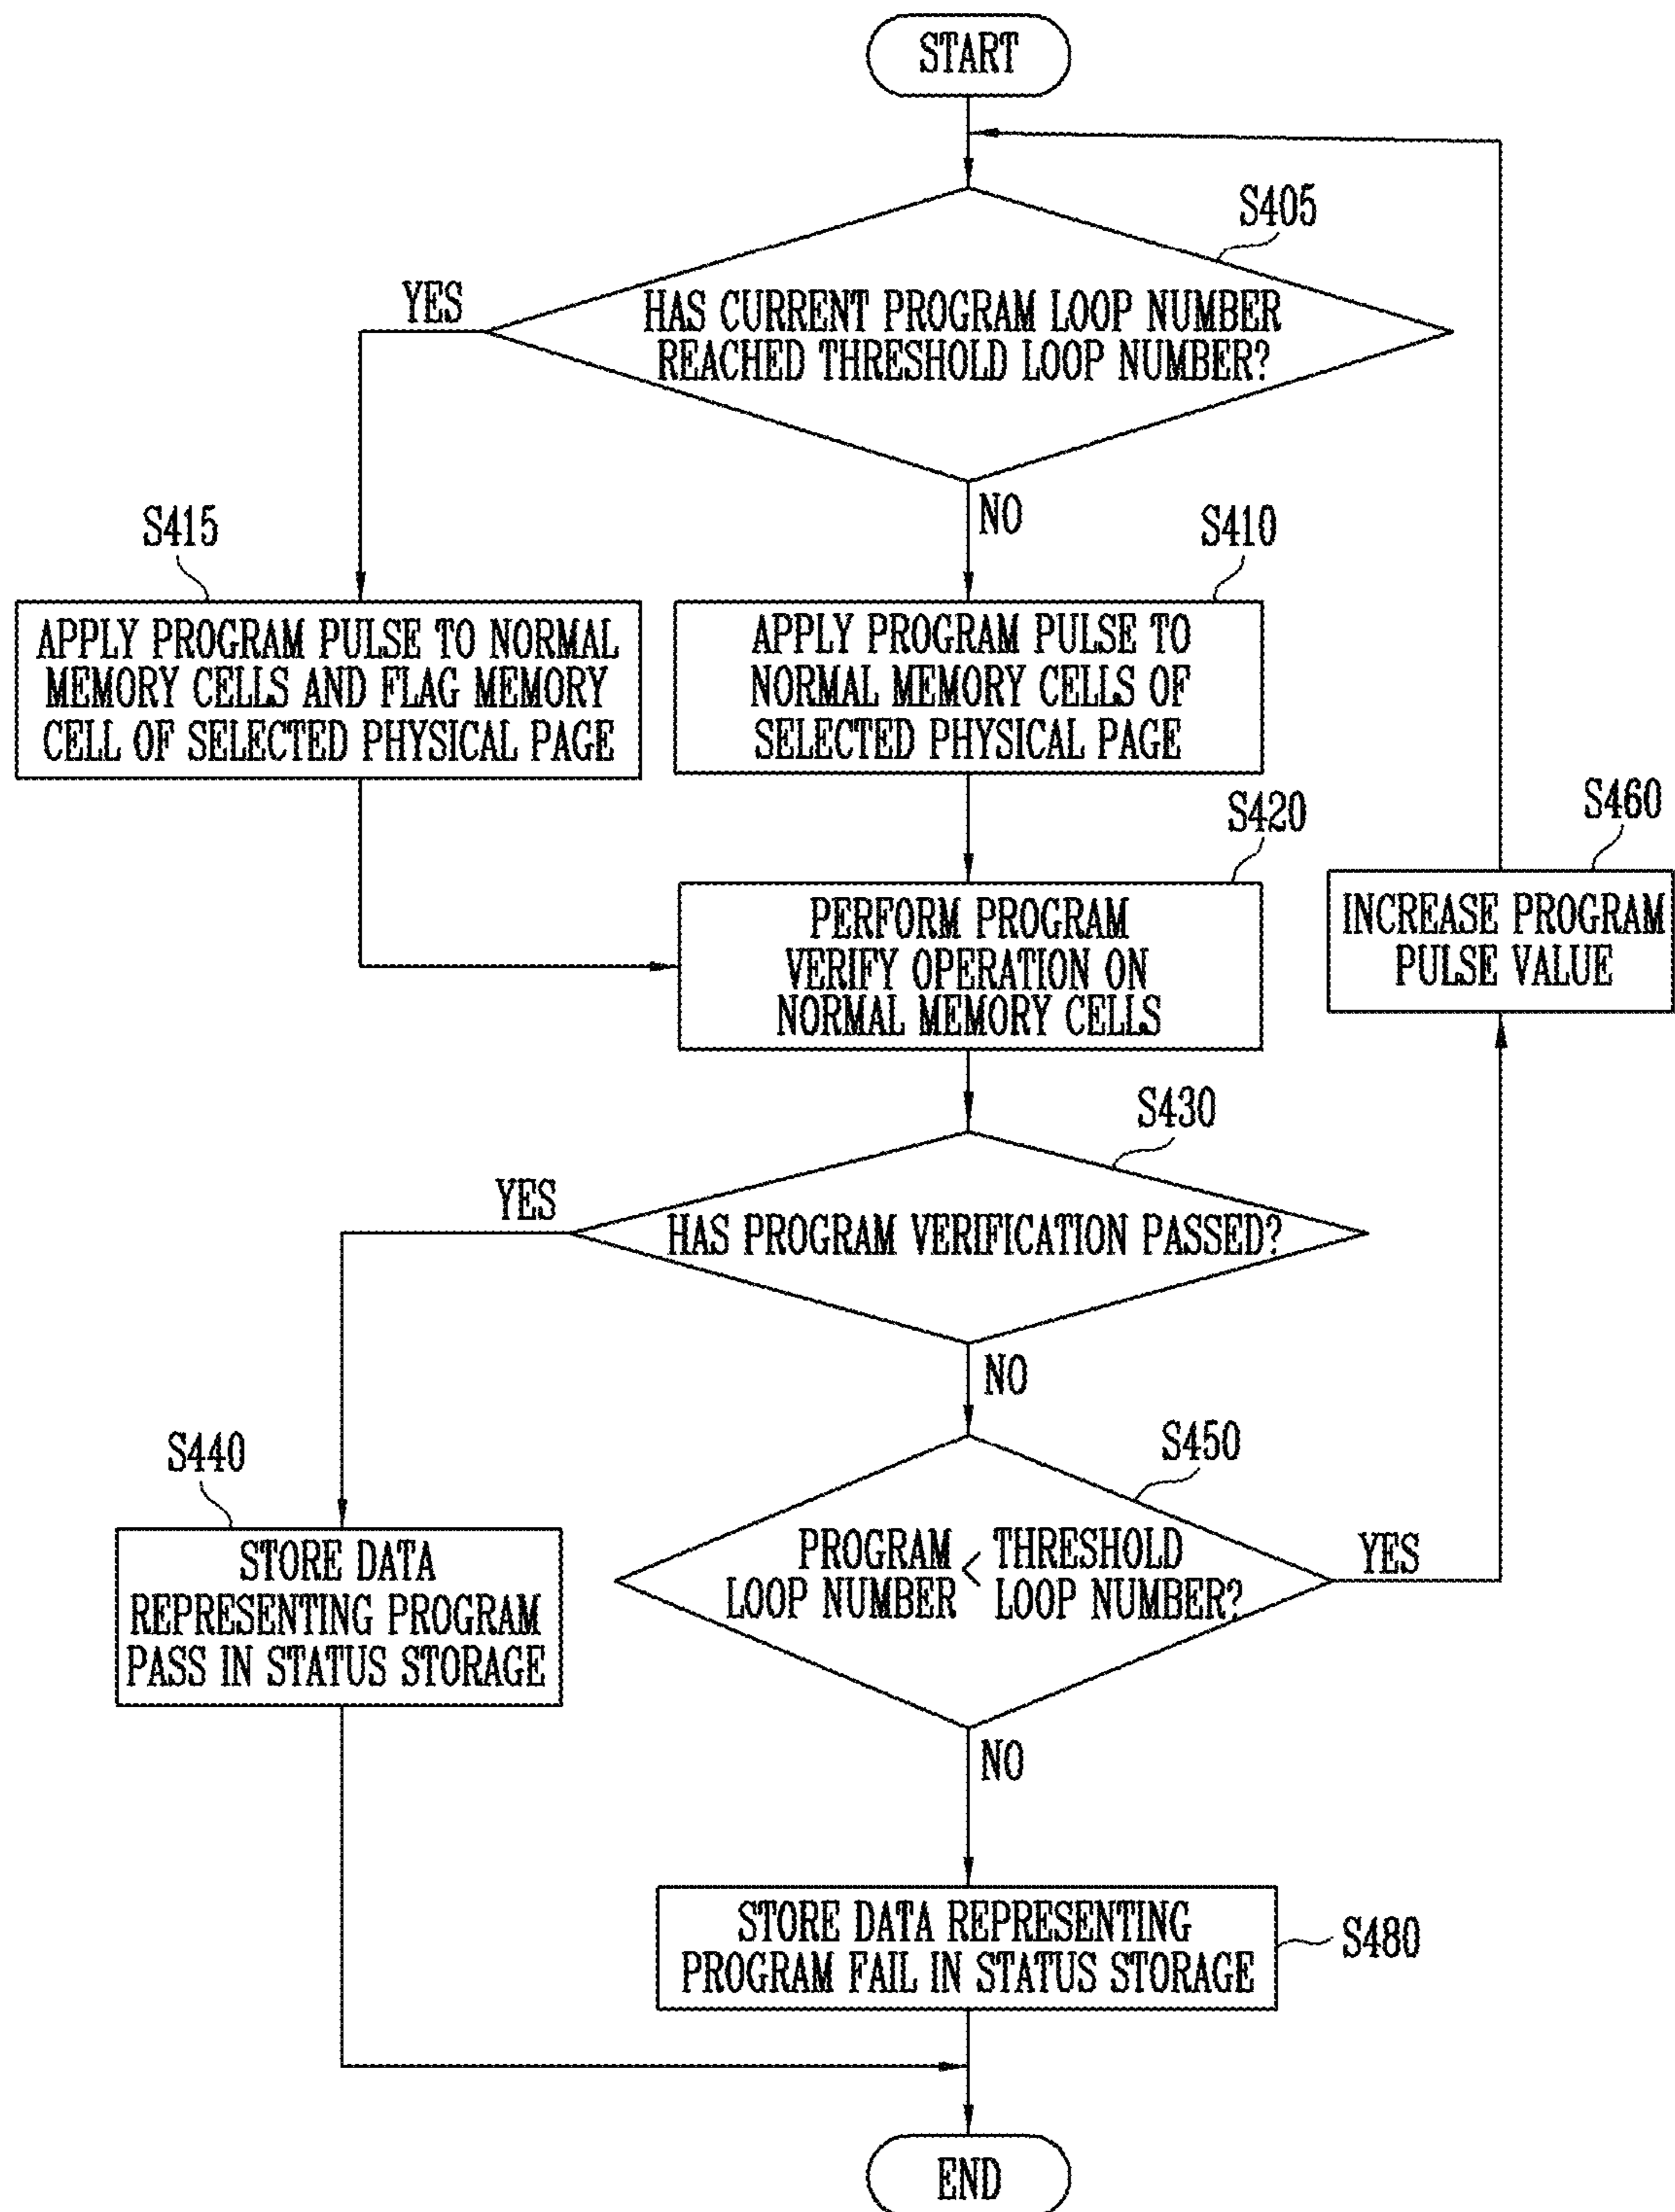 START
S405
YES
HAS CURRENT PROGRAM LOOP NUMBER
REACHED THRESHOLD LOOP NUMBER?
NO
S415
S410
APPLY PROGRAM PULSE TO NORMAL
MEMORY CELLS AND FLAG MEMORY
CELL OF SELECTED PHYSICAL PAGE
APPLY PROGRAM PULSE TO
NORMAL MEMORY CELLS OF
SELECTED PHYSICAL PAGE
S420
S460
PERFORM PROGRAM
VERIFY OPERATION ON
NORMAL MEMORY CELLS
INCREASE PROGRAM
PULSE VALUE
S430
YES
HAS PROGRAM VERIFICATION PASSED?
NO
S440
S450
STORE DATA
REPRESENTING PROGRAM
PASS IN STATUS STORAGE
PROGRAM < THRESHOLD
LOOP NUMBER LOOP NUMBER?
YES
NO
STORE DATA REPRESENTING
PROGRAM FAIL IN STATUS STORAGE
S480
END